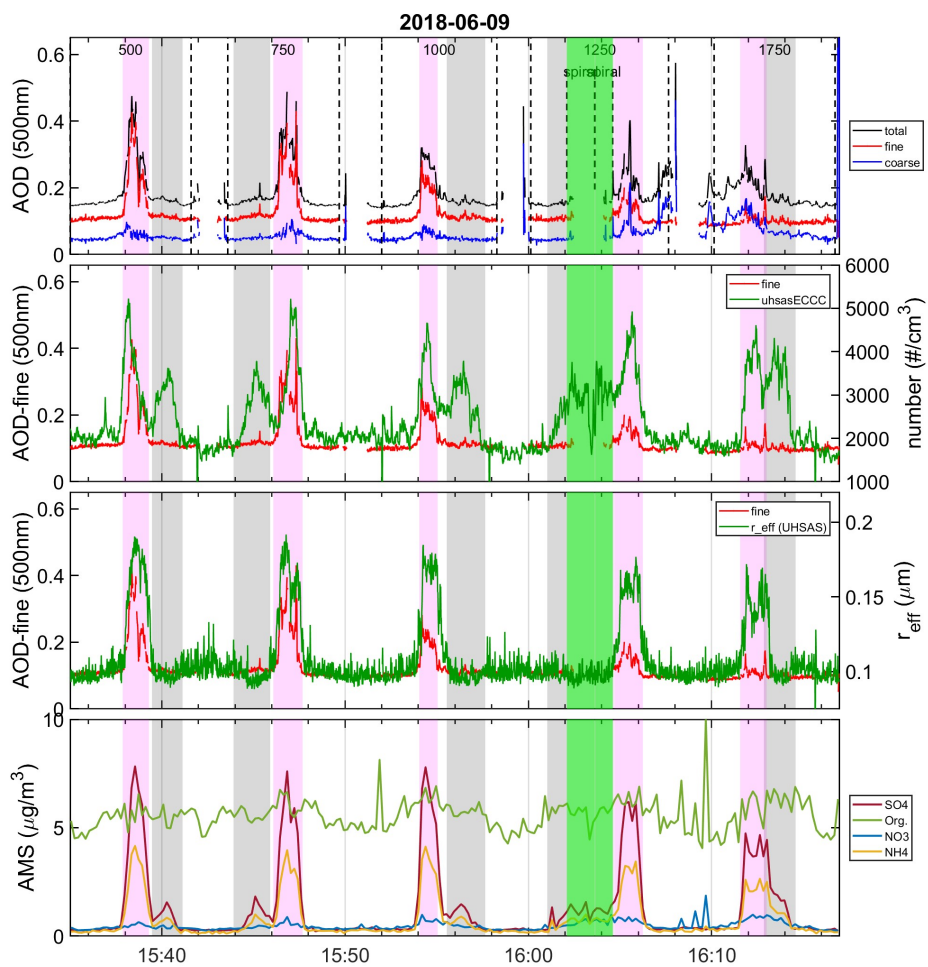 2018-06-09
500 750 1000 1250 1750
spiral spiral
0.6
0.4
0.2
0
AOD (500nm)
total
fine
coarse
0.6
0.4
0.2
0
AOD-fine (500nm)
fine
uhsasECCC
6000
5000
4000
3000
2000
1000
number (#/cm³)
0.6
0.4
0.2
0
AOD-fine (500nm)
fine
r_eff (UHSAS)
0.2
0.15
0.1
r_eff (μm)
10
5
0
AMS (μg/m³)
SO4
Org.
NO3
NH4
15:40 15:50 16:00 16:10